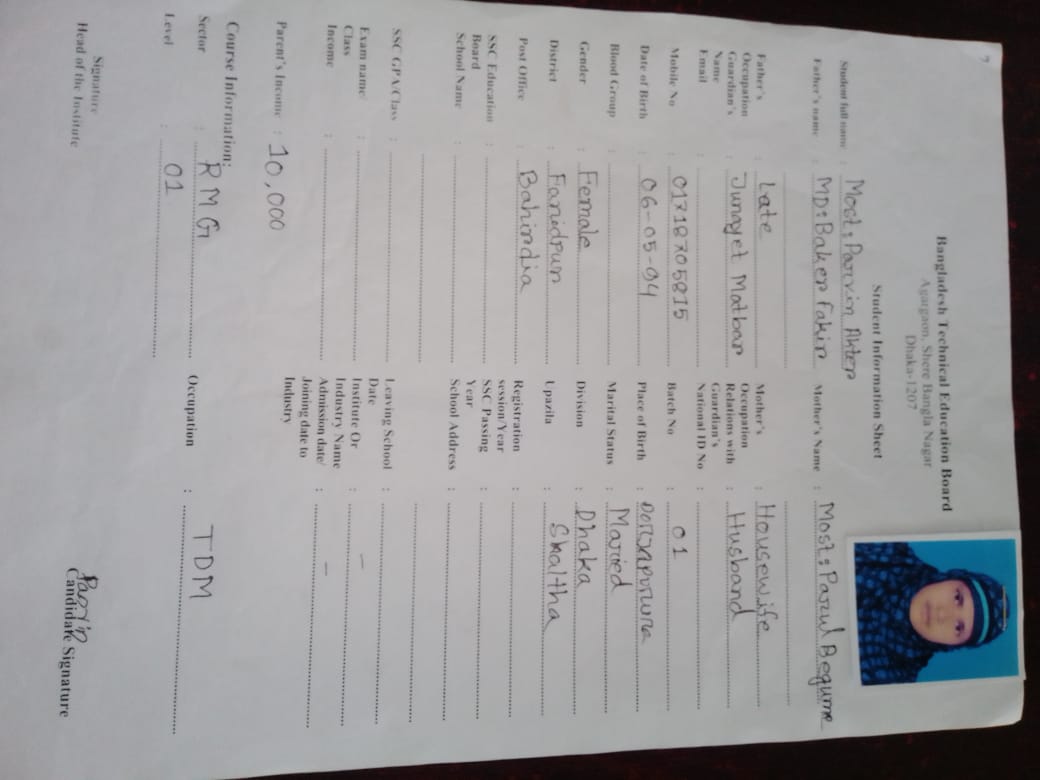 Bangladesh Technical Education Board
Agargaon, Shere Bangla Nagar
Dhaka-1207
Student Information Sheet
Student full name : Most: Parvin Akter
Father's name : MD: Baker Fakir Mother's Name : Most: Parul Begume
Father's Occupation : Late Mother's Occupation : Housewife
Guardian's Name : Junayet Matbar Relations with Guardian's : Husband
Email : National ID No :
Mobile No : 01718705815 Batch No : 01
Date of Birth : 06-05-94 Place of Birth :
Blood Group : Marital Status : Married
Gender : Female Division : Dhaka
District : Faridpur Upazila : Shaltha
Post Office : Bahirdia Registration session/Year :
SSC Education Board : SSC Passing Year :
School Name : School Address :
SSC GPA/Class : Leaving School Date :
Exam name Class : Institute Or Industry Name : –
Income : Admission date/ Joining date to Industry : –
Parent's Income : 10,000
Course Information:
Sector : RMG Occupation : TDM
Level : 01
Parvin
Signature
Head of the Institute Candidate Signature